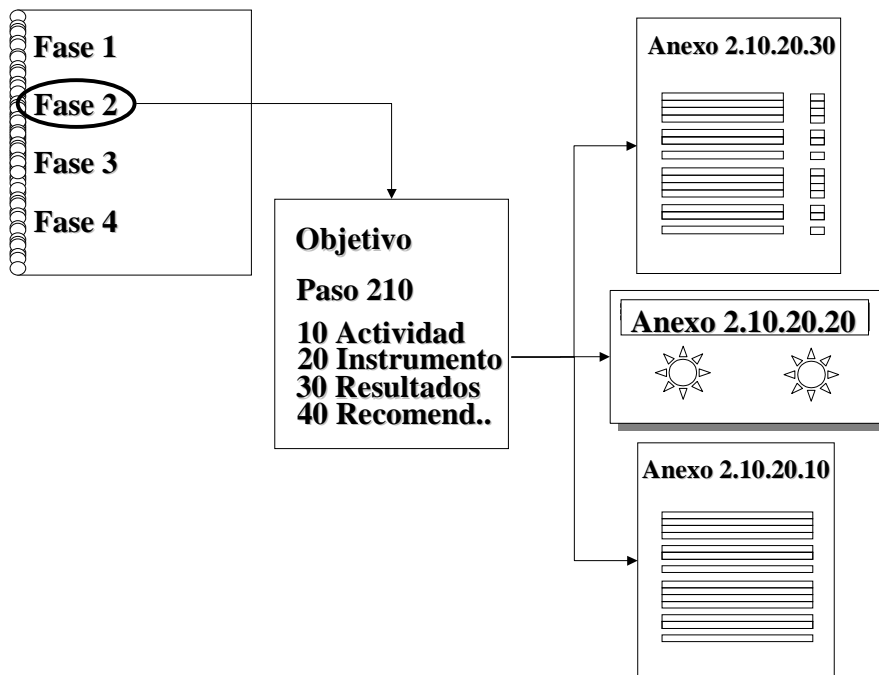 Fase 1
Fase 2
Fase 3
Fase 4
Objetivo
Paso 210
10 Actividad
20 Instrumento
30 Resultados
40 Recomend..
Anexo 2.10.20.30
Anexo 2.10.20.20
Anexo 2.10.20.10